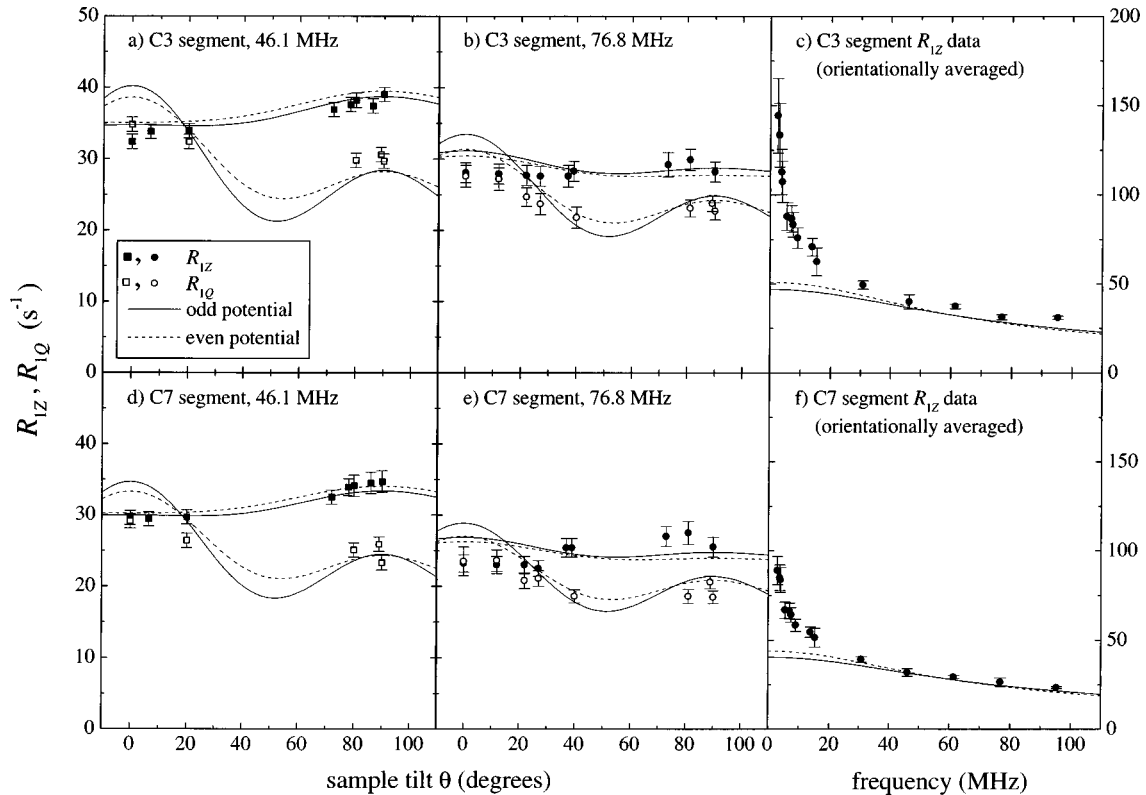 a) C3 segment, 46.1 MHz
b) C3 segment, 76.8 MHz
c) C3 segment R1Z data
(orientationally averaged)
50
40
30
20
10
0
200
150
100
50
0
■, ● R1Z
□, ○ R1Q
odd potential
even potential
R1Z, R1Q (s-1)
d) C7 segment, 46.1 MHz
e) C7 segment, 76.8 MHz
f) C7 segment R1Z data
(orientationally averaged)
40
30
20
10
0
150
100
50
0
0 20 40 60 80 100
0 20 40 60 80 100
0 20 40 60 80 100
sample tilt θ (degrees)
frequency (MHz)